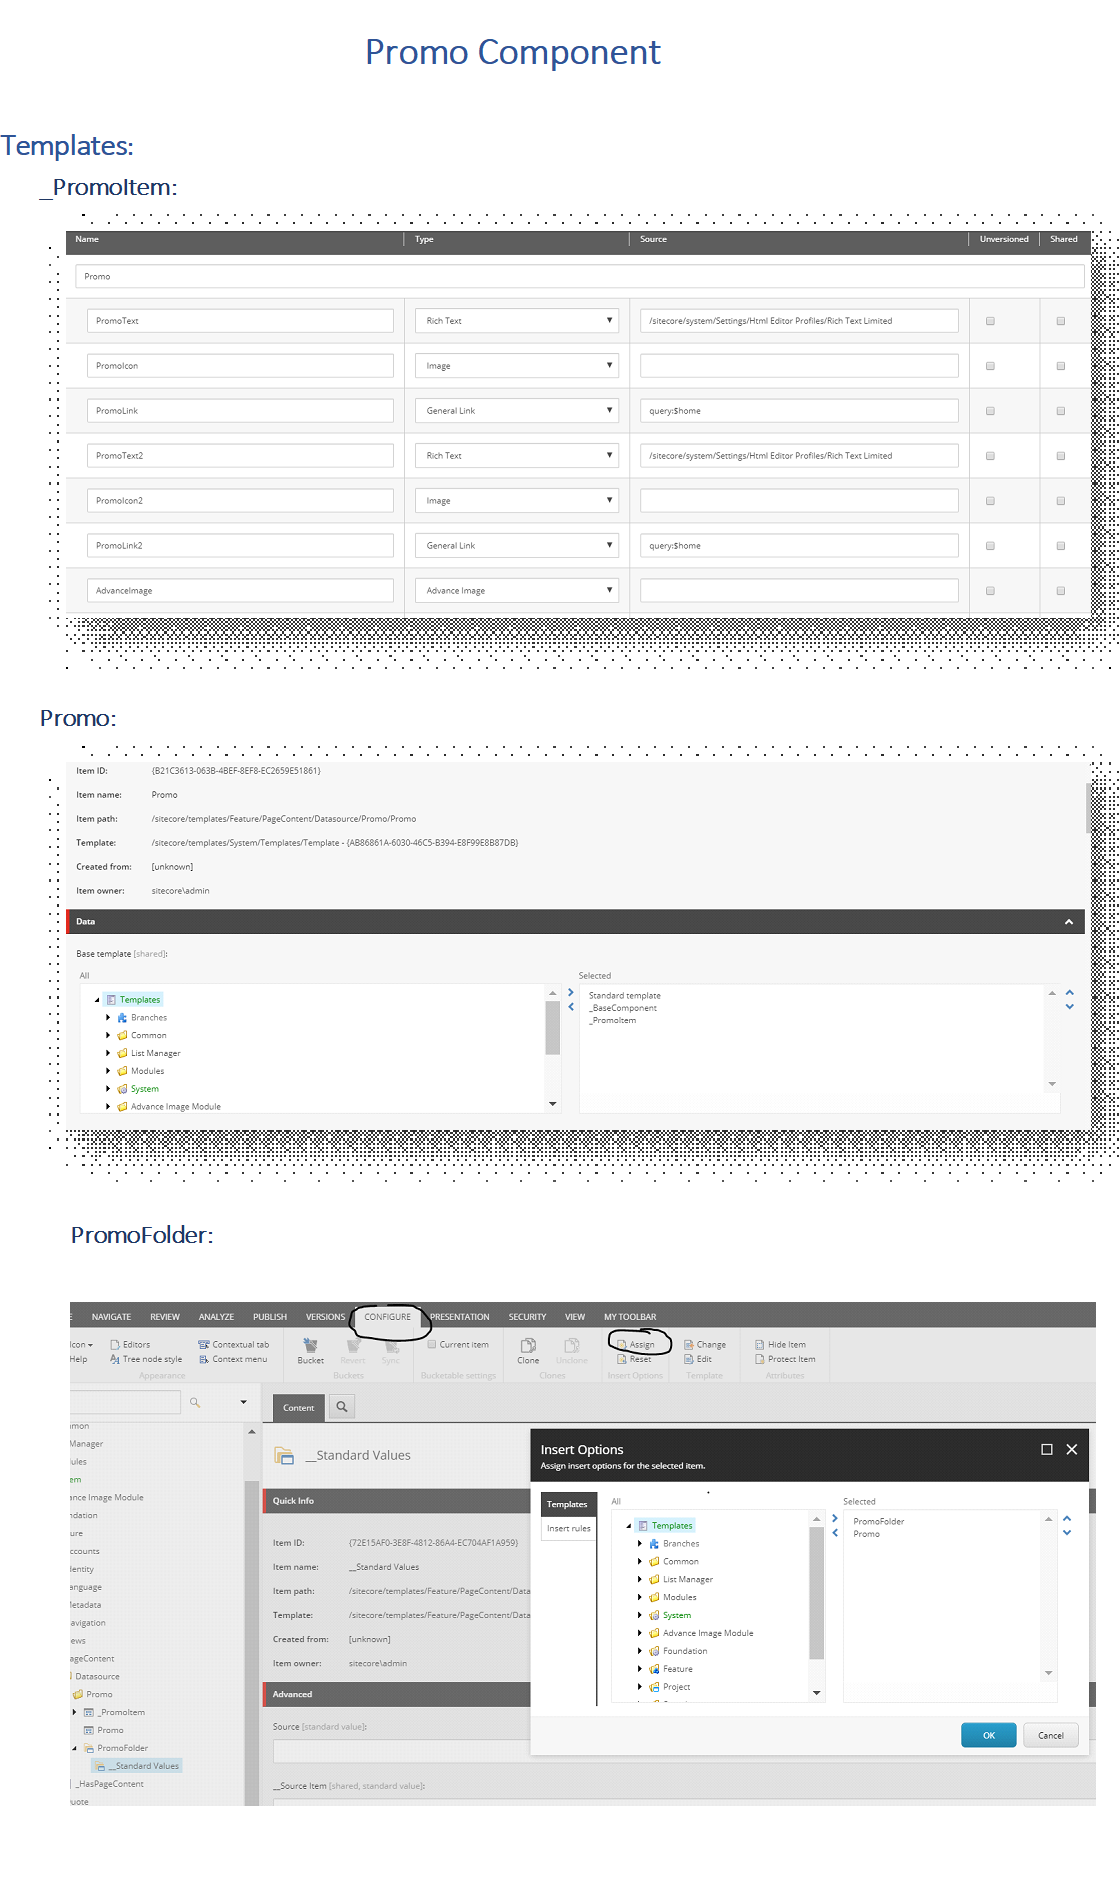 Promo Component
Templates:
_PromoItem:
Name Type Source Unversioned Shared
Promo
PromoText Rich Text /sitecore/system/Settings/Html Editor Profiles/Rich Text Limited
PromoIcon Image
PromoLink General Link query:$home
PromoText2 Rich Text /sitecore/system/Settings/Html Editor Profiles/Rich Text Limited
PromoIcon2 Image
PromoLink2 General Link query:$home
AdvanceImage Advance Image
Promo:
Item ID: {B21C3613-063B-4BEF-8EF8-EC2659E51861}
Item name: Promo
Item path: /sitecore/templates/Feature/PageContent/Datasource/Promo/Promo
Template: /sitecore/templates/System/Templates/Template - {AB86861A-6030-46C5-B394-E8F99E8B87DB}
Created from: [unknown]
Item owner: sitecore\admin
Data
Base template [shared]:
All Selected
Templates Standard template
Branches _BaseComponent
Common _PromoItem
List Manager
Modules
System
Advance Image Module
PromoFolder:
E NAVIGATE REVIEW ANALYZE PUBLISH VERSIONS CONFIGURE PRESENTATION SECURITY VIEW MY TOOLBAR
Icon Editors Contextual tab Current item Assign Change Hide Item
Help Tree node style Context menu Bucket Revert Sync Clone Unclone Reset Edit Protect Item
Appearance Buckets Bucketable settings Clones Insert Options Template Attributes
Content
__Standard Values
Quick Info
Item ID: {72E15AF0-3E8F-4812-86A4-EC704AF1A959}
Item name: __Standard Values
Item path: /sitecore/templates/Feature/PageContent/Data
Template: /sitecore/templates/Feature/PageContent/Data
Created from: [unknown]
Item owner: sitecore\admin
Advanced
Source [standard value]:
__Source Item [shared, standard value]:
mmon
Manager
ules
em
ance Image Module
ndation
ure
ccounts
dentity
anguage
Metadata
avigation
ews
ageContent
Datasource
Promo
_PromoItem
Promo
PromoFolder
__Standard Values
_HasPageContent
uote
Insert Options
Assign insert options for the selected item.
Templates
Insert rules
All Selected
Templates PromoFolder
Branches Promo
Common
List Manager
Modules
System
Advance Image Module
Foundation
Feature
Project
OK Cancel